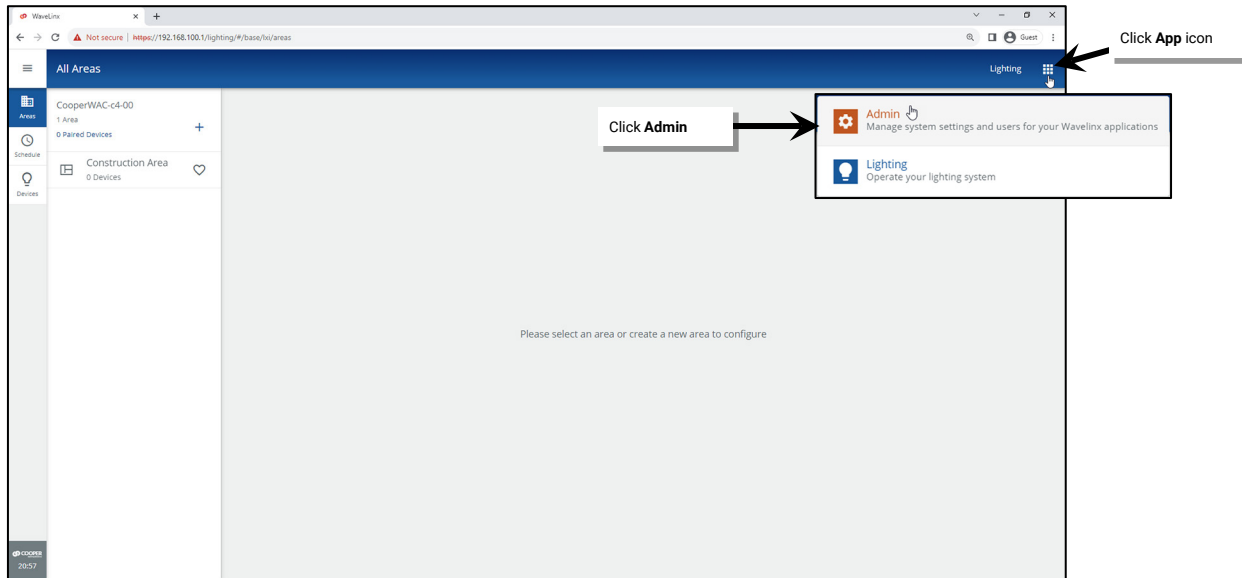 WaveLinx
Not secure | https://192.168.100.1/lighting/#/base/lxi/areas
Guest
Click App icon
All Areas
Lighting
Areas
Schedule
Devices
CooperWAC-c4-00
1 Area
0 Paired Devices
Construction Area
0 Devices
Click Admin
Admin
Manage system settings and users for your Wavelinx applications
Lighting
Operate your lighting system
Please select an area or create a new area to configure
COOPER
20:57